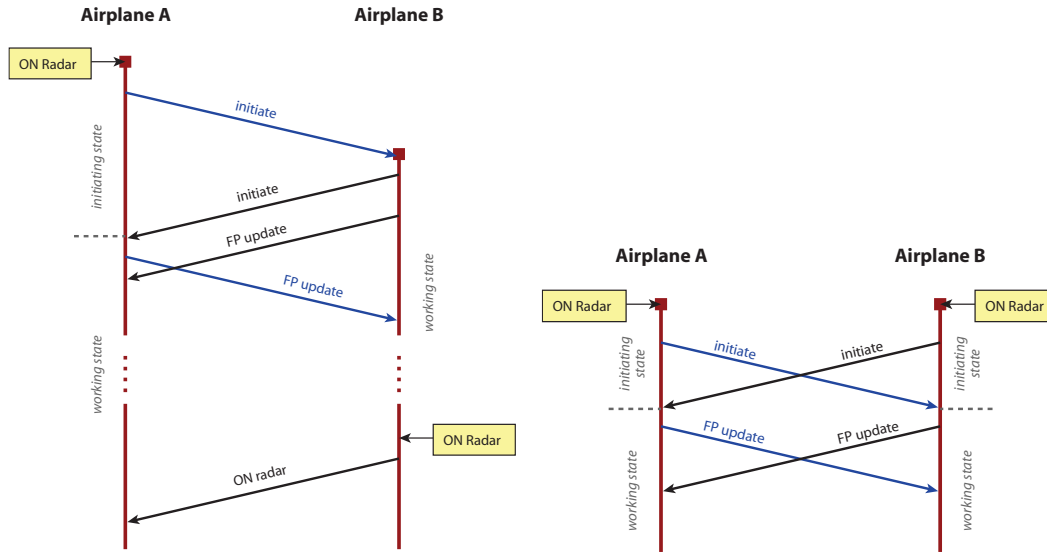 Airplane A
Airplane B
ON Radar
initiate
initiating state
initiate
FP update
FP update
working state
working state
ON Radar
ON radar
Airplane A
Airplane B
ON Radar
ON Radar
initiate
initiate
initiating
state
initiating
state
FP update
FP update
working state
working state